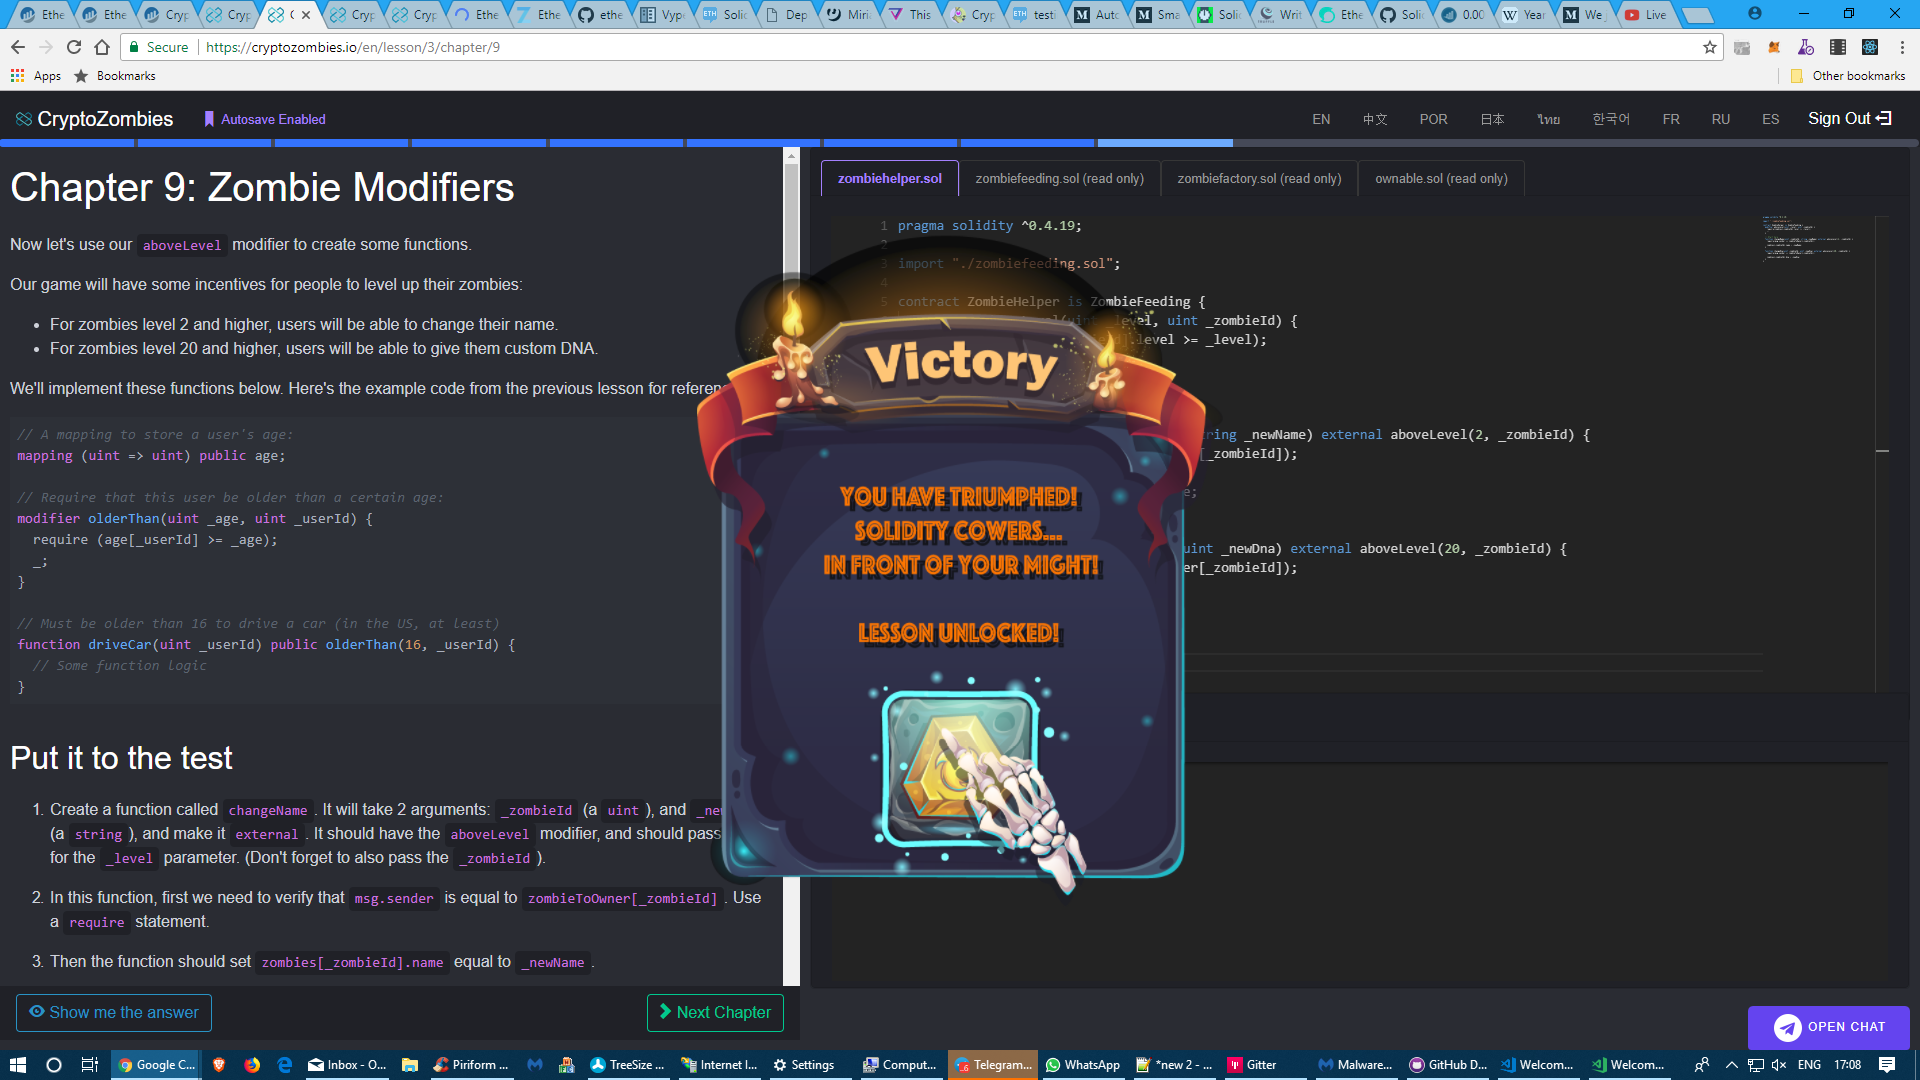 Ethe
Ethe
Cryp
Cryp
C
Cryp
Cryp
Ethe
Ethe
ethe
Vype
Solic
Dep
Miri
This
Cryp
testi
Auto
Sma
Solic
Writ
Ethe
Solic
0.00
Year
We
Live
Secure
https://cryptozombies.io/en/lesson/3/chapter/9
Apps
Bookmarks
Other bookmarks
CryptoZombies
Autosave Enabled
EN
中文
POR
日本
ไทย
한국어
FR
RU
ES
Sign Out
Chapter 9: Zombie Modifiers
Now let's use our aboveLevel modifier to create some functions.
Our game will have some incentives for people to level up their zombies:
• For zombies level 2 and higher, users will be able to change their name.
• For zombies level 20 and higher, users will be able to give them custom DNA.
We'll implement these functions below. Here's the example code from the previous lesson for referen
// A mapping to store a user's age:
mapping (uint => uint) public age;
// Require that this user be older than a certain age:
modifier olderThan(uint _age, uint _userId) {
require (age[_userId] >= _age);
_;
}
// Must be older than 16 to drive a car (in the US, at least)
function driveCar(uint _userId) public olderThan(16, _userId) {
// Some function logic
}
Put it to the test
1. Create a function called changeName. It will take 2 arguments: _zombieId (a uint), and _ne
(a string), and make it external. It should have the aboveLevel modifier, and should pass
for the _level parameter. (Don't forget to also pass the _zombieId).
2. In this function, first we need to verify that msg.sender is equal to zombieToOwner[_zombieId]. Use
a require statement.
3. Then the function should set zombies[_zombieId].name equal to _newName.
Show me the answer
Next Chapter
zombiehelper.sol
zombiefeeding.sol (read only)
zombiefactory.sol (read only)
ownable.sol (read only)
1 pragma solidity ^0.4.19;
2
3 import "./zombiefeeding.sol";
4
5 contract ZombieHelper is ZombieFeeding {
_level, uint _zombieId) {
.level >= _level);
ring _newName) external aboveLevel(2, _zombieId) {
[_zombieId]);
e;
uint _newDna) external aboveLevel(20, _zombieId) {
er[_zombieId]);
Victory
YOU HAVE TRIUMPHED!
SOLIDITY COWERS...
IN FRONT OF YOUR MIGHT!
LESSON UNLOCKED!
OPEN CHAT
Google C...
Inbox - O...
Piriform ...
TreeSize ...
Internet I...
Settings
Comput...
Telegram...
WhatsApp
*new 2 - ...
Gitter
Malware...
GitHub D...
Welcom...
Welcom...
ENG
17:08